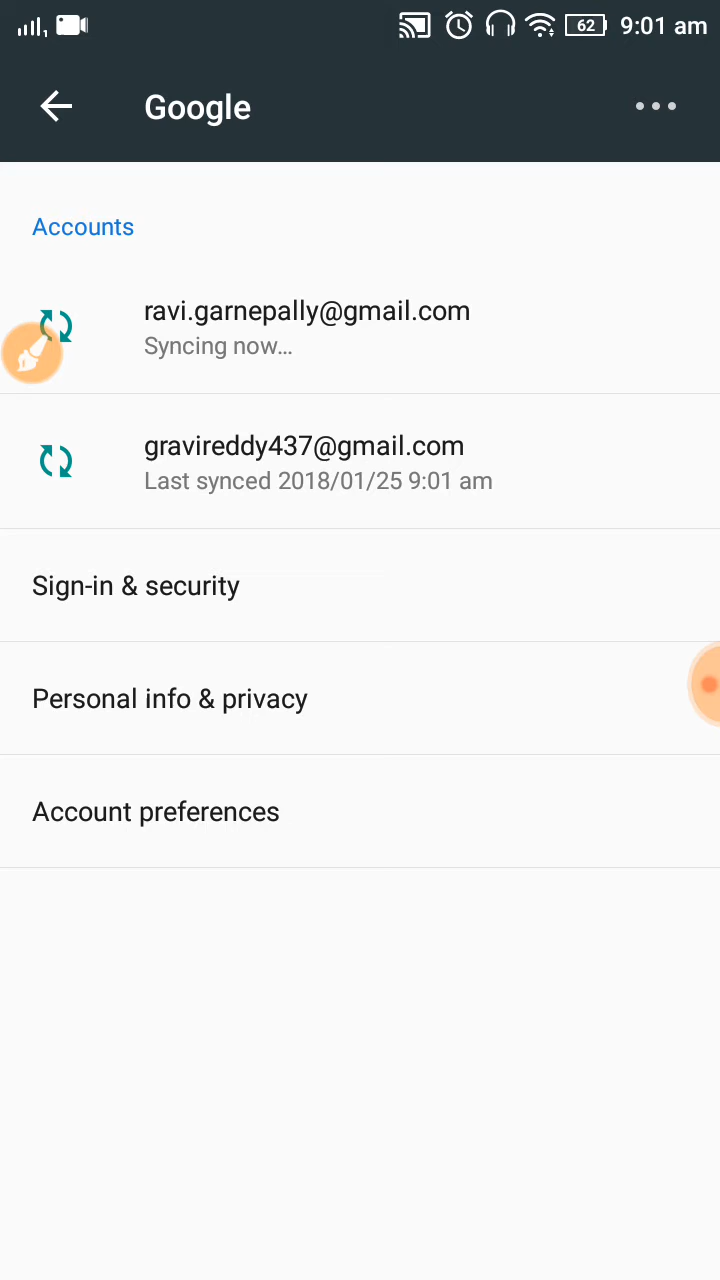 62 9:01 am
Google
Accounts
ravi.garnepally@gmail.com
Syncing now...
gravireddy437@gmail.com
Last synced 2018/01/25 9:01 am
Sign-in & security
Personal info & privacy
Account preferences